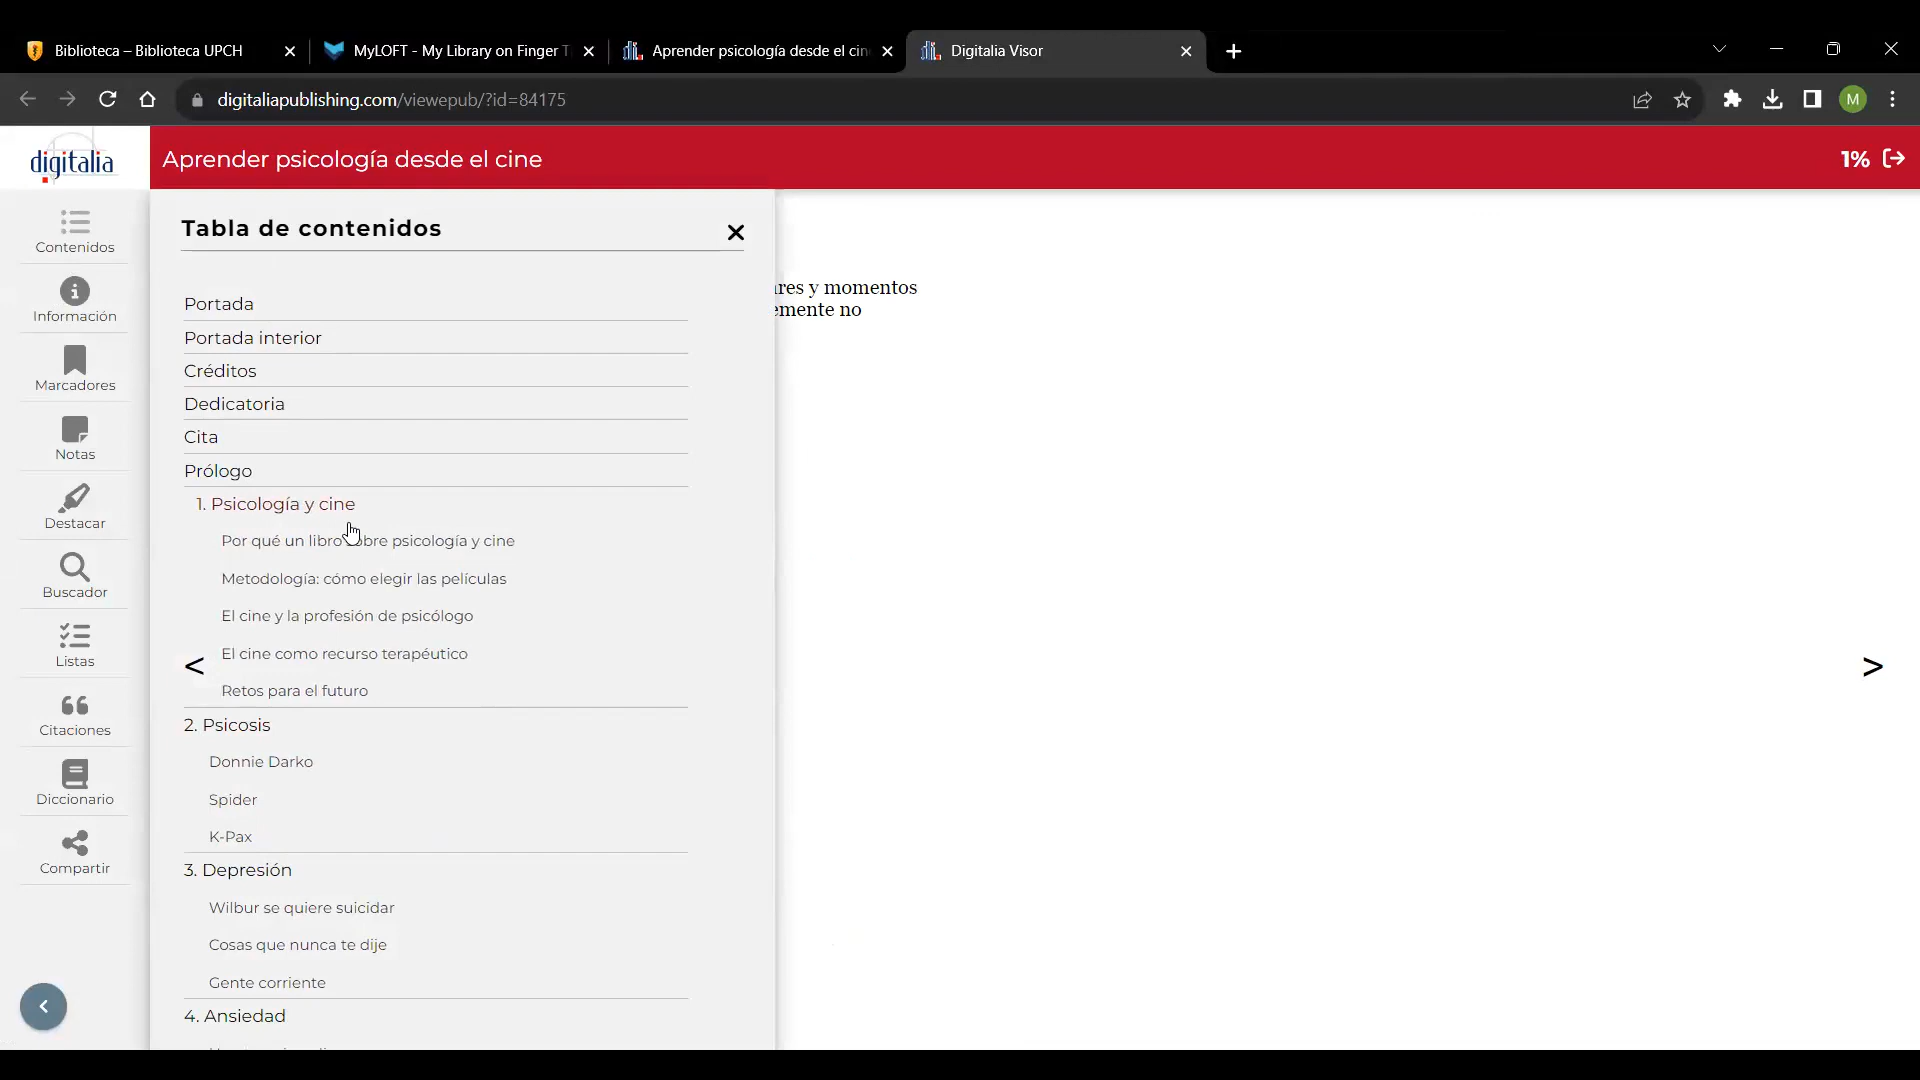 Biblioteca – Biblioteca UPCH
MyLOFT - My Library on Finger T
Aprender psicología desde el cin
Digitalia Visor
digitaliapublishing.com/viewepub/?id=84175
M
digitalia
Aprender psicología desde el cine
1%
Contenidos
Información
Marcadores
Notas
Destacar
Buscador
Listas
Citaciones
Diccionario
Compartir
Tabla de contenidos
Portada
Portada interior
Créditos
Dedicatoria
Cita
Prólogo
1. Psicología y cine
Por qué un libro sobre psicología y cine
Metodología: cómo elegir las películas
El cine y la profesión de psicólogo
El cine como recurso terapéutico
Retos para el futuro
2. Psicosis
Donnie Darko
Spider
K-Pax
3. Depresión
Wilbur se quiere suicidar
Cosas que nunca te dije
Gente corriente
4. Ansiedad
res y momentos
emente no